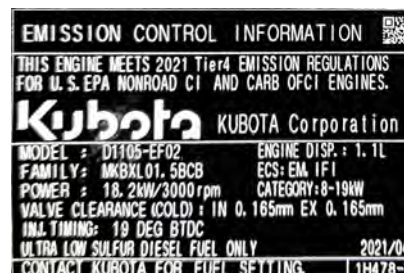 EMISSION CONTROL INFORMATION
THIS ENGINE MEETS 2021 Tier4 EMISSION REGULATIONS
FOR U.S.EPA NONROAD CI AND CARB OFCI ENGINES.
Kubota KUBOTA Corporation
MODEL : D1105-EF02 ENGINE DISP.: 1.1L
FAMILY: MKBXL01.5BCB ECS: EM, IFI
POWER : 18.2kW/3000rpm CATEGORY:8-19kW
VALVE CLEARANCE(COLD): IN 0.165mm EX 0.165mm
INJ.TIMING: 19 DEG BTDC
ULTRA LOW SULFUR DIESEL FUEL ONLY 2021/0
CONTACT KUBOTA FOR FUEL SETTING. 1H478-